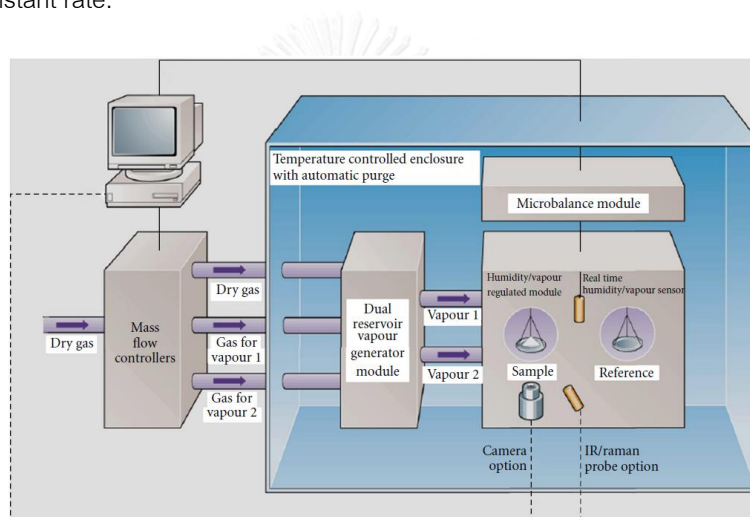 stant rate.
Temperature controlled enclosure
with automatic purge
Microbalance module
Humidity/vapour
regulated module
Real time
humidity/vapour sensor
Dry gas
Mass
flow
controllers
Dry gas
Gas for
vapour 1
Gas for
vapour 2
Dual
reservoir
vapour
generator
module
Vapour 1
Vapour 2
Sample
Reference
Camera
option
IR/raman
probe option